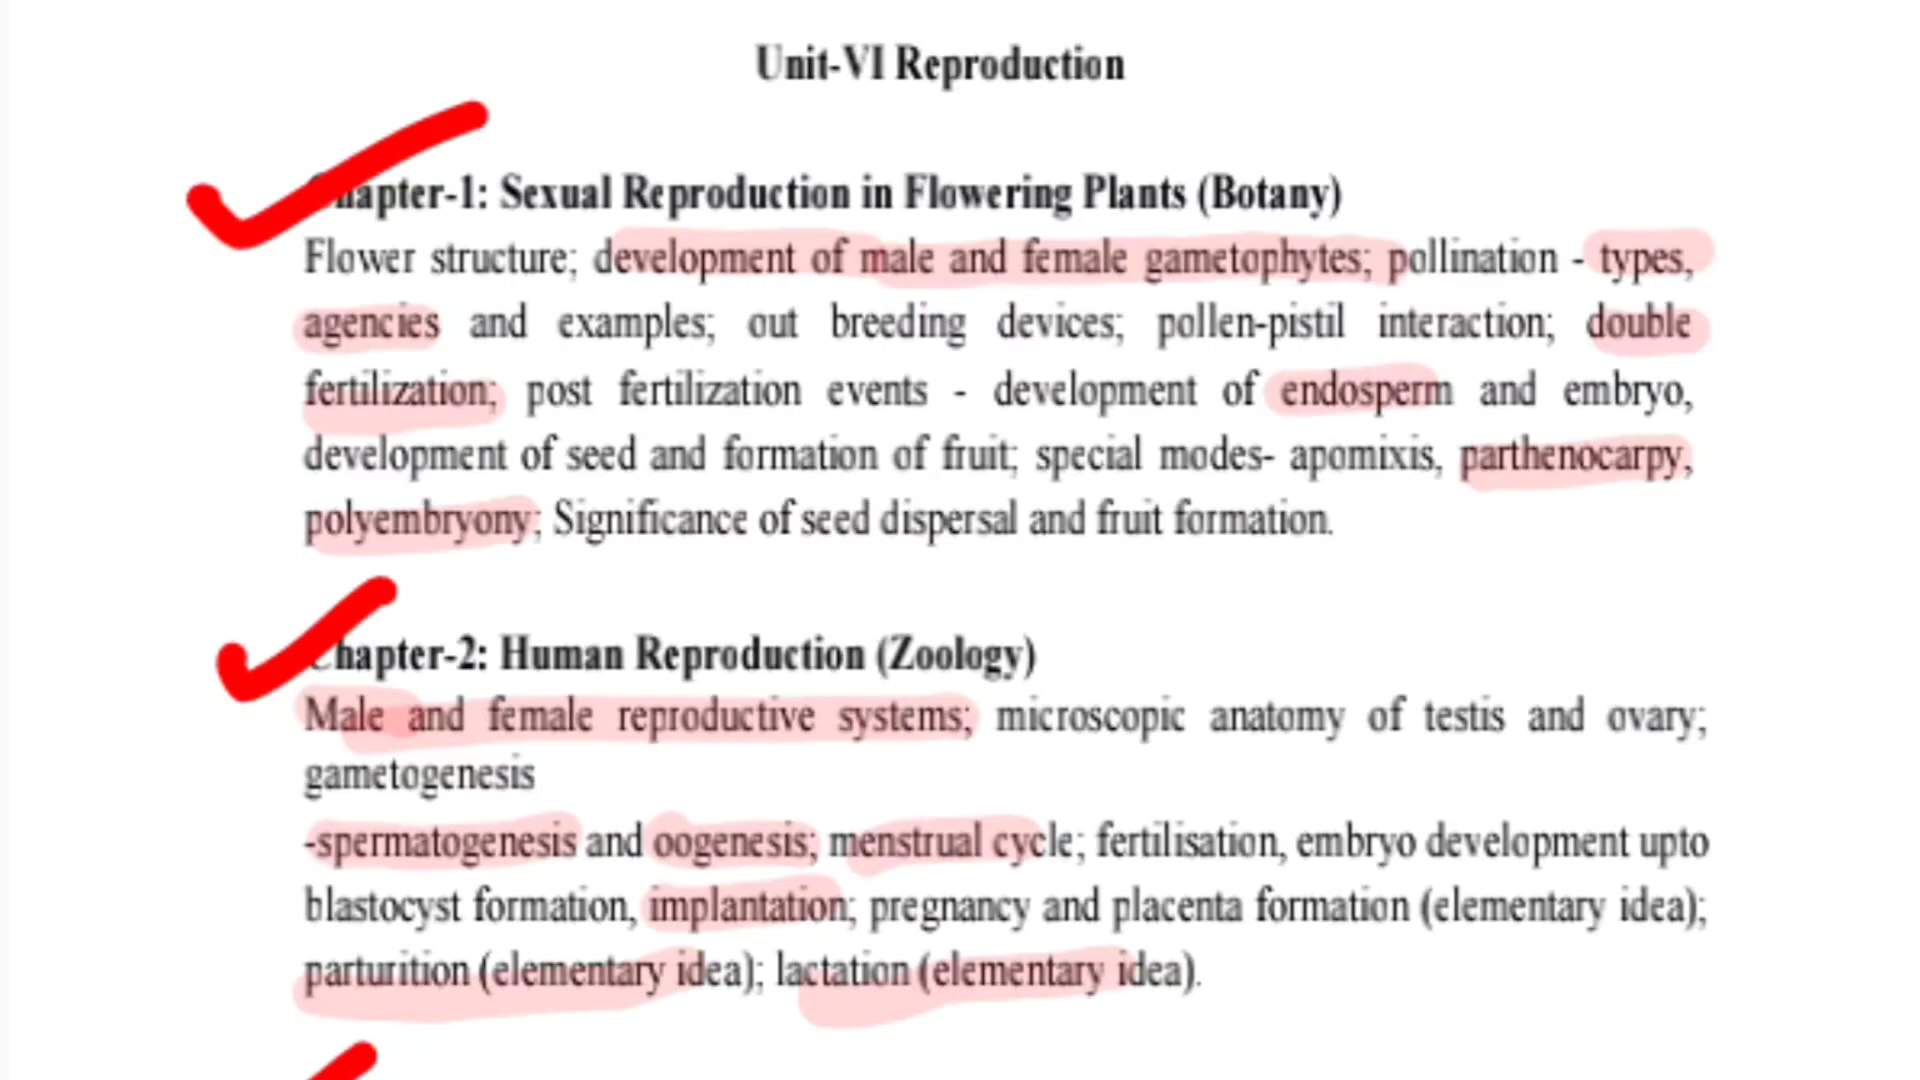 Unit-VI Reproduction
Chapter-1: Sexual Reproduction in Flowering Plants (Botany)
Flower structure; development of male and female gametophytes; pollination - types,
agencies and examples; out breeding devices; pollen-pistil interaction; double
fertilization; post fertilization events - development of endosperm and embryo,
development of seed and formation of fruit; special modes- apomixis, parthenocarpy,
polyembryony; Significance of seed dispersal and fruit formation.
Chapter-2: Human Reproduction (Zoology)
Male and female reproductive systems; microscopic anatomy of testis and ovary;
gametogenesis
-spermatogenesis and oogenesis; menstrual cycle; fertilisation, embryo development upto
blastocyst formation, implantation; pregnancy and placenta formation (elementary idea);
parturition (elementary idea); lactation (elementary idea).